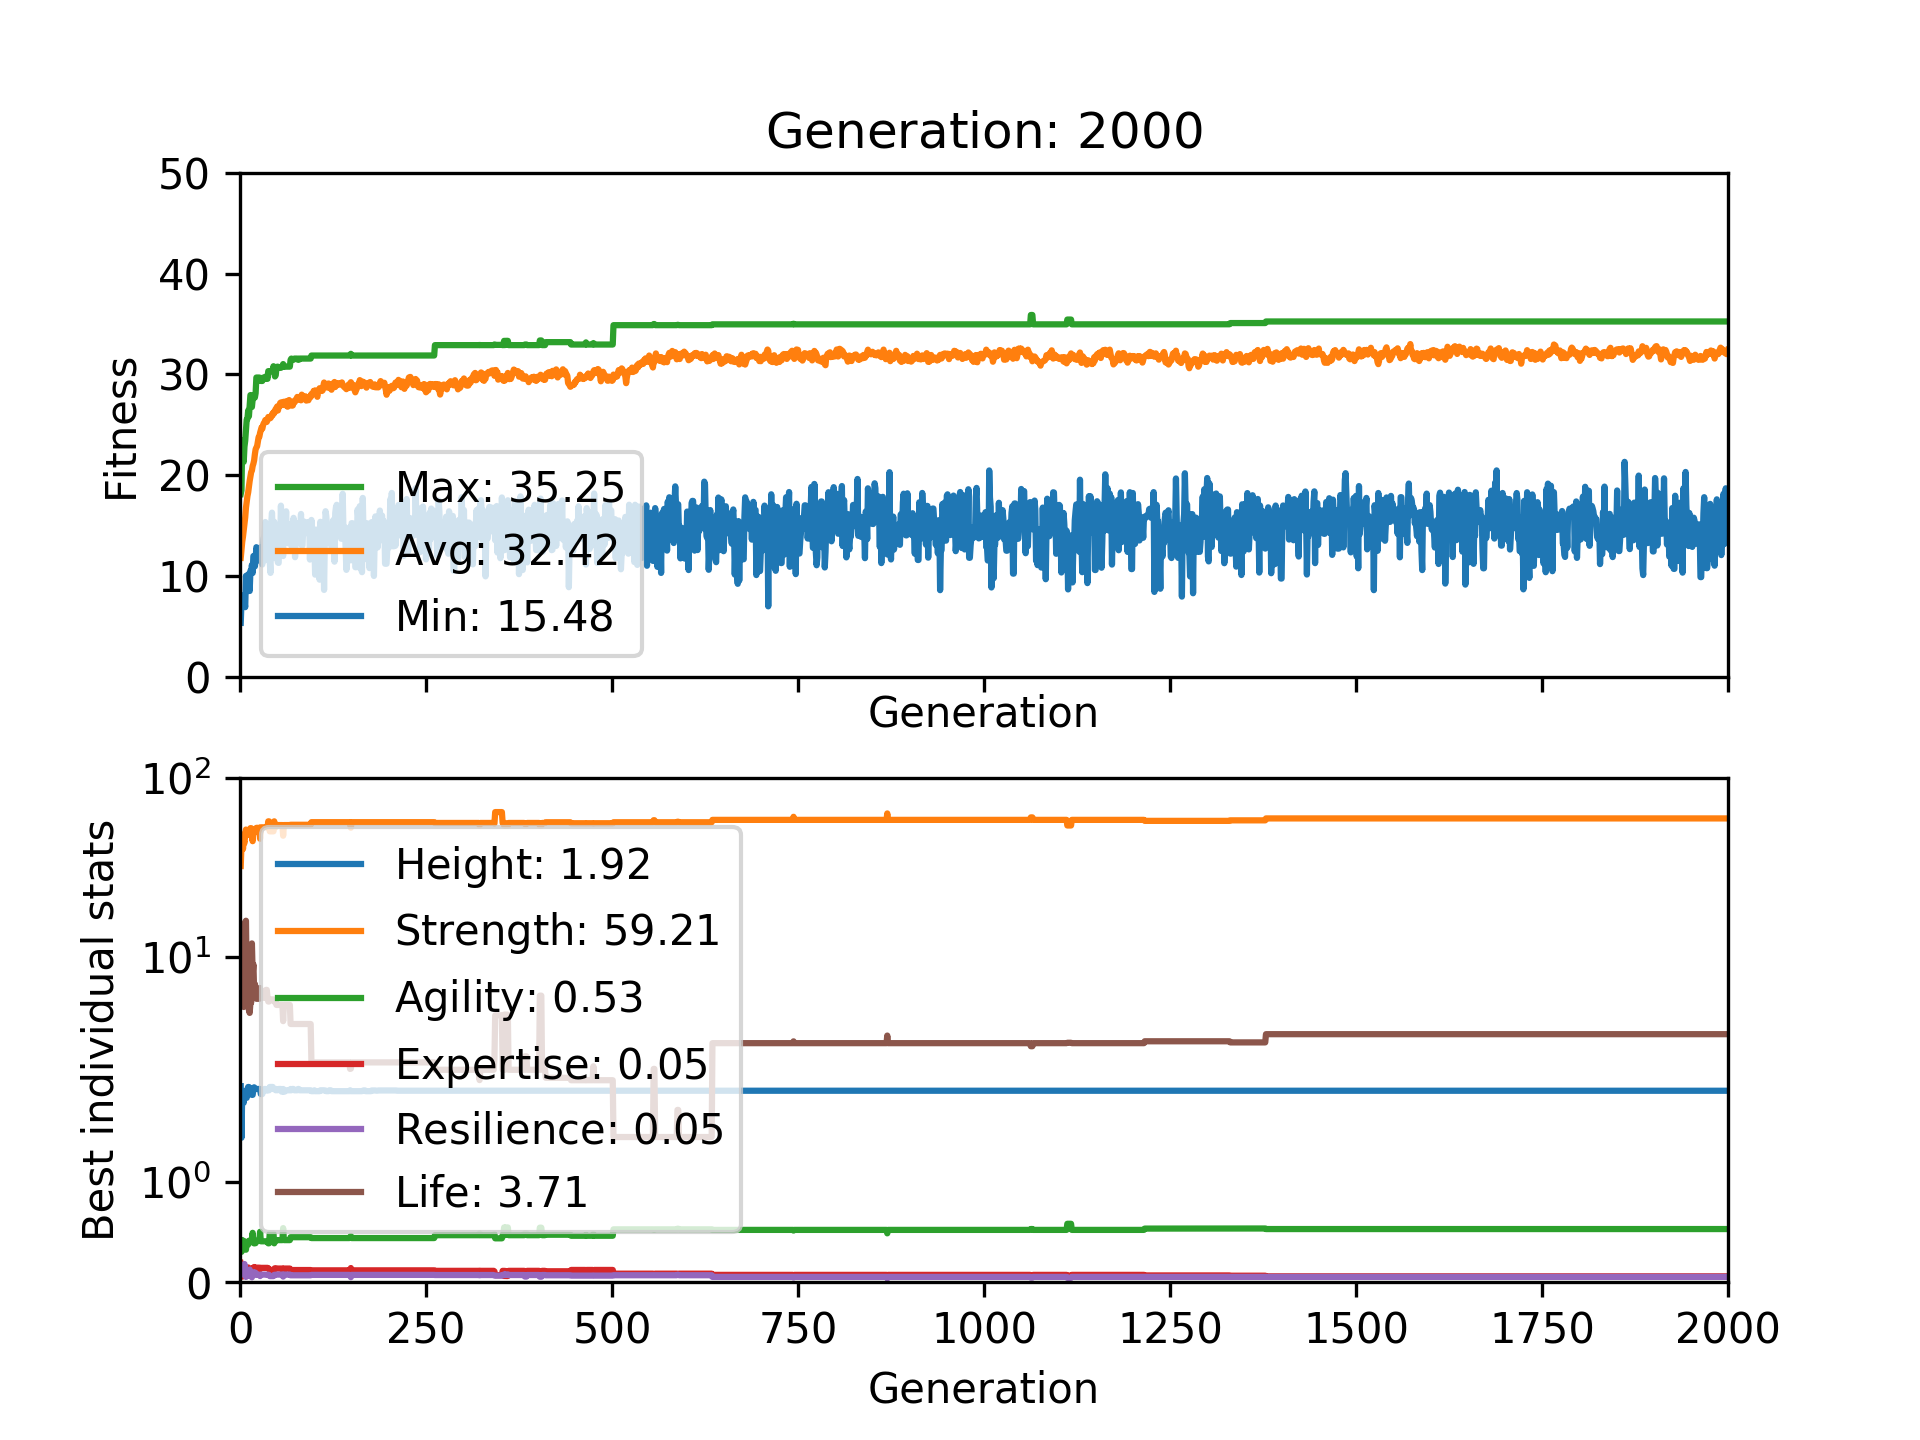 Generation: 2000
50
40
30
20
10
0
Fitness
Max: 35.25
Avg: 32.42
Min: 15.48
Generation
10²
10¹
10⁰
0
Best individual stats
Height: 1.92
Strength: 59.21
Agility: 0.53
Expertise: 0.05
Resilience: 0.05
Life: 3.71
0 250 500 750 1000 1250 1500 1750 2000
Generation